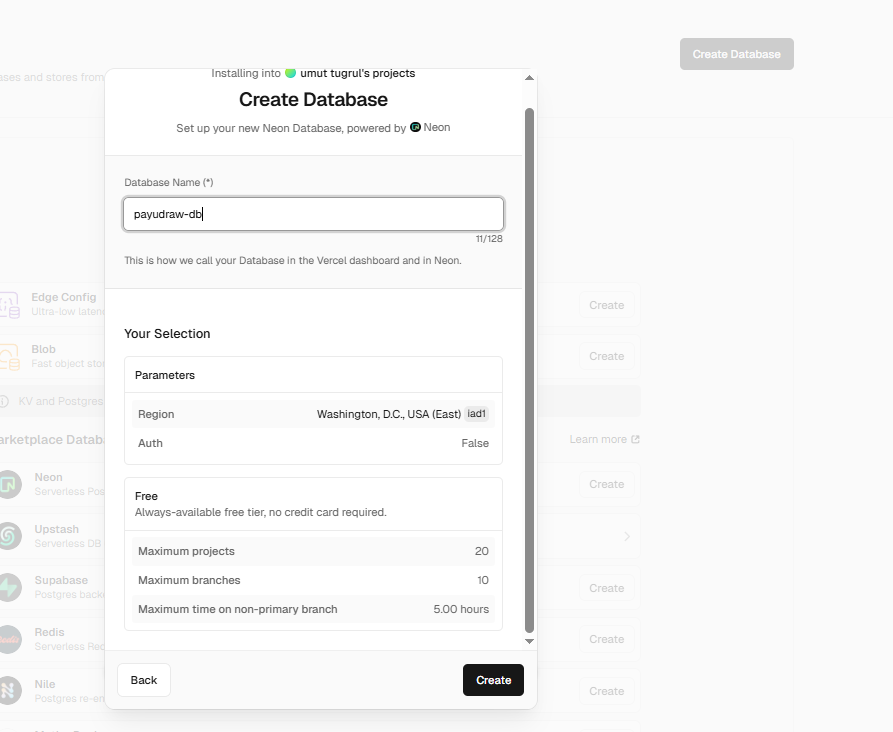 Create Database
ases and stores from
Installing into umut tugrul's projects
Create Database
Set up your new Neon Database, powered by Neon
Database Name (*)
payudraw-db
11/128
This is how we call your Database in the Vercel dashboard and in Neon.
Edge Config
Ultra-low laten
Create
Your Selection
Blob
Fast object sto
Create
Parameters
KV and Postgres
Region Washington, D.C., USA (East) iad1
arketplace Datab
Learn more
Auth False
Neon
Serverless Pos
Create
Free
Always-available free tier, no credit card required.
Upstash
Serverless DB
Maximum projects 20
Maximum branches 10
Supabase
Postgres backe
Create
Maximum time on non-primary branch 5.00 hours
Redis
Serverless Red
Create
Back
Create
Nile
Postgres re-en
Create